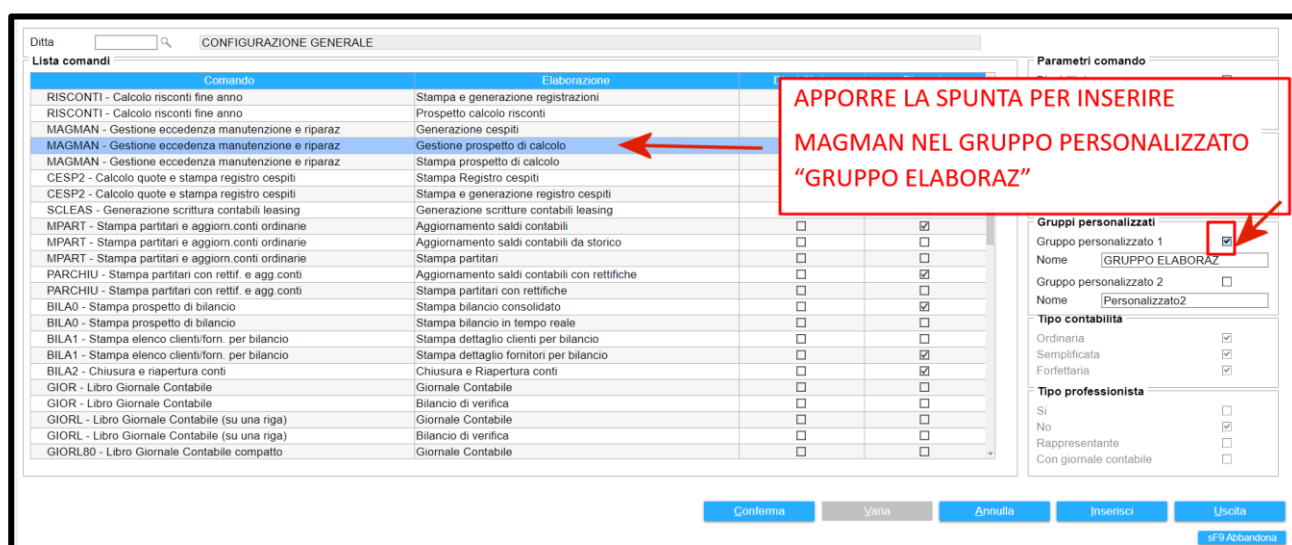 Ditta CONFIGURAZIONE GENERALE
Lista comandi
Comando Elaborazione
RISCONTI - Calcolo risconti fine anno Stampa e generazione registrazioni
RISCONTI - Calcolo risconti fine anno Prospetto calcolo risconti
MAGMAN - Gestione eccedenza manutenzione e riparaz Generazione cespiti
MAGMAN - Gestione eccedenza manutenzione e riparaz Gestione prospetto di calcolo
MAGMAN - Gestione eccedenza manutenzione e riparaz Stampa prospetto di calcolo
CESP2 - Calcolo quote e stampa registro cespiti Stampa Registro cespiti
CESP2 - Calcolo quote e stampa registro cespiti Stampa e generazione registro cespiti
SCLEAS - Generazione scrittura contabili leasing Generazione scritture contabili leasing
MPART - Stampa partitari e aggiorn.conti ordinarie Aggiornamento saldi contabili
MPART - Stampa partitari e aggiorn.conti ordinarie Aggiornamento saldi contabili da storico
MPART - Stampa partitari e aggiorn.conti ordinarie Stampa partitari
PARCHIU - Stampa partitari con rettif. e agg.conti Aggiornamento saldi contabili con rettifiche
PARCHIU - Stampa partitari con rettif. e agg.conti Stampa partitari con rettifiche
BILA0 - Stampa prospetto di bilancio Stampa bilancio consolidato
BILA0 - Stampa prospetto di bilancio Stampa bilancio in tempo reale
BILA1 - Stampa elenco clienti/forn. per bilancio Stampa dettaglio clienti per bilancio
BILA1 - Stampa elenco clienti/forn. per bilancio Stampa dettaglio fornitori per bilancio
BILA2 - Chiusura e riapertura conti Chiusura e Riapertura conti
GIOR - Libro Giornale Contabile Giornale Contabile
GIOR - Libro Giornale Contabile Bilancio di verifica
GIORL - Libro Giornale Contabile (su una riga) Giornale Contabile
GIORL - Libro Giornale Contabile (su una riga) Bilancio di verifica
GIORL80 - Libro Giornale Contabile compatto Giornale Contabile
Parametri comando
APPORRE LA SPUNTA PER INSERIRE
MAGMAN NEL GRUPPO PERSONALIZZATO
“GRUPPO ELABORAZ”
Gruppi personalizzati
Gruppo personalizzato 1
Nome GRUPPO ELABORAZ
Gruppo personalizzato 2
Nome Personalizzato2
Tipo contabilità
Ordinaria
Semplificata
Forfettaria
Tipo professionista
Si
No
Rappresentante
Con giornale contabile
Conferma Varia Annulla Inserisci Uscita
sF9 Abbandona